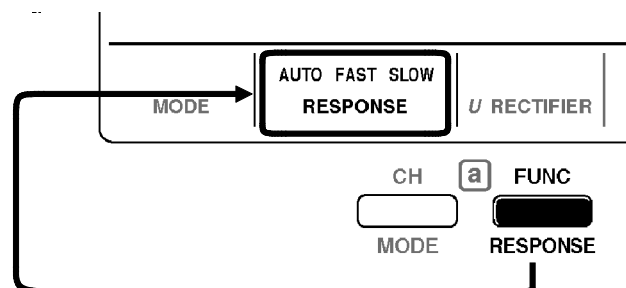 AUTO FAST SLOW
MODE RESPONSE U RECTIFIER
CH a FUNC
MODE RESPONSE